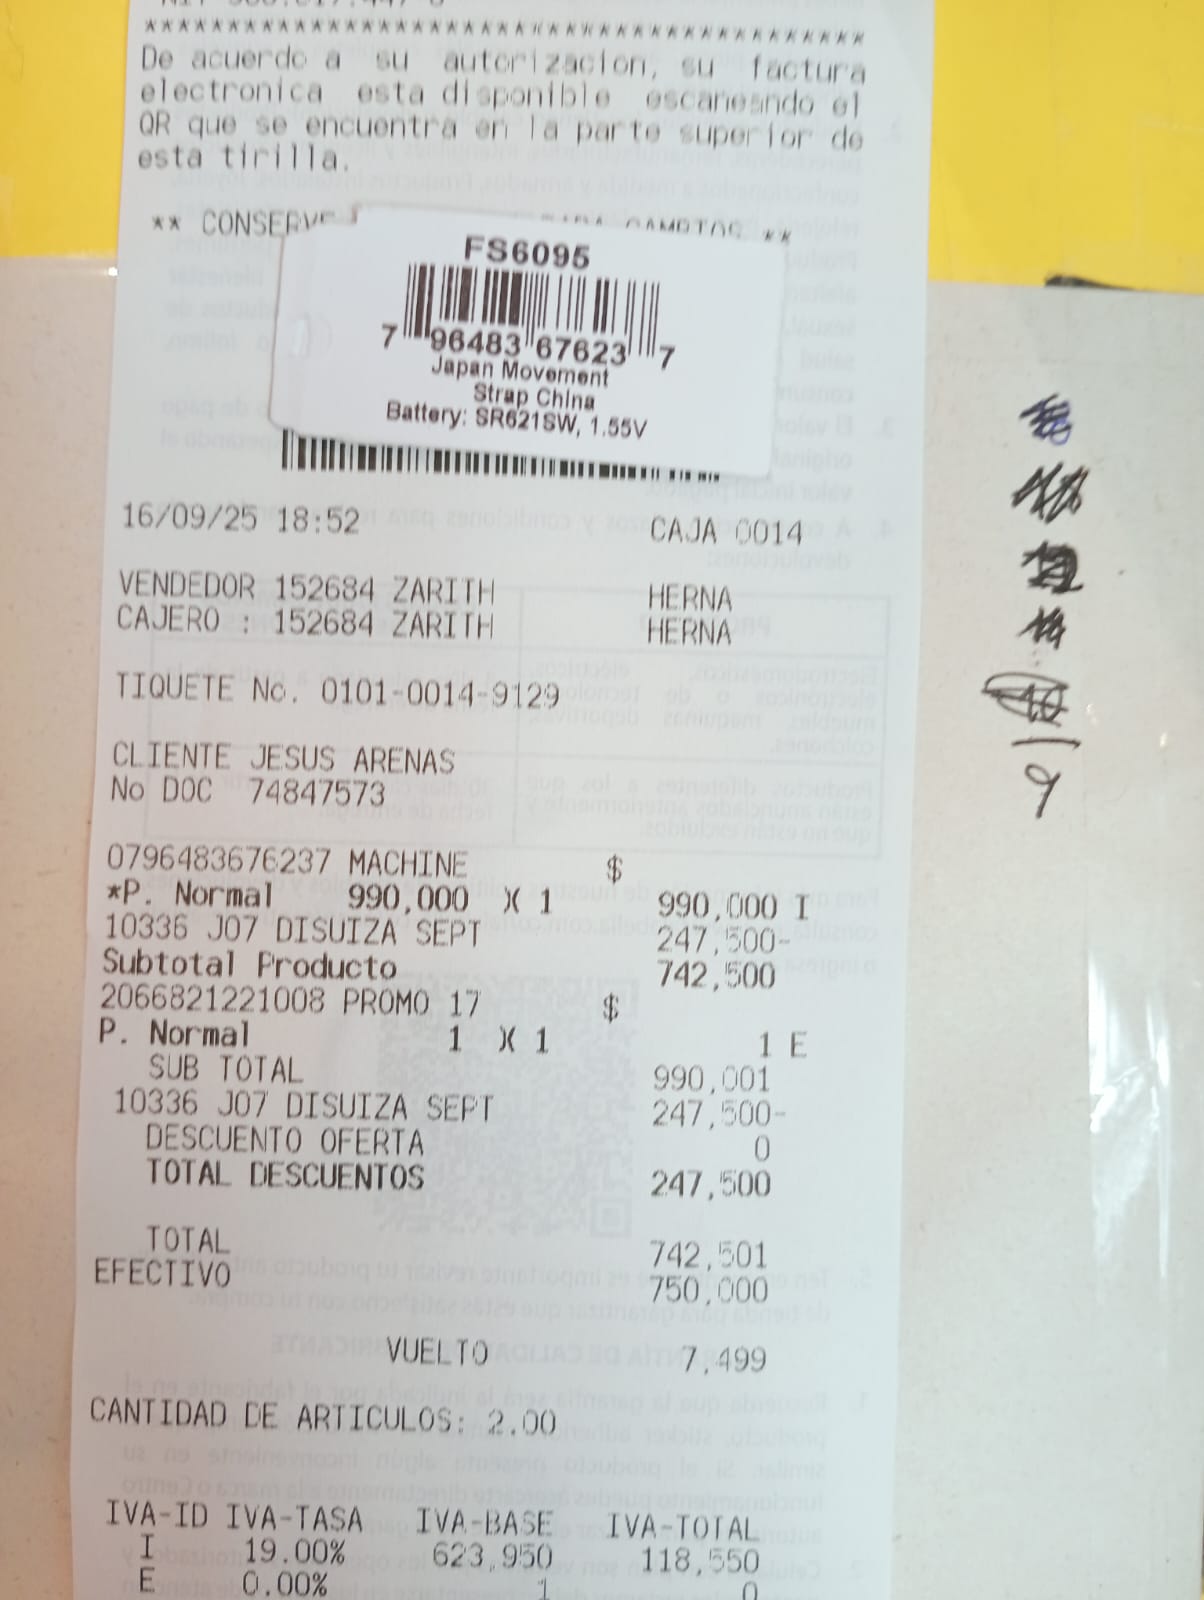 ****************************************
De acuerdo a su autorizacion, su factura
electronica esta disponible escaneando el
QR que se encuentra en la parte superior de
esta tirilla.
** CONSERVE CAMBIOS **
FS6095
7 96483 67623 7
Japan Movement
Strap China
Battery: SR621SW, 1.55V
16/09/25 18:52 CAJA 0014
VENDEDOR 152684 ZARITH HERNA
CAJERO : 152684 ZARITH HERNA
TIQUETE No. 0101-0014-9129
CLIENTE JESUS ARENAS
No DOC 74847573
0796483676237 MACHINE $
*P. Normal 990,000 X 1 990,000 I
10336 J07 DISUIZA SEPT 247,500-
Subtotal Producto 742,500
2066821221008 PROMO 17 $
P. Normal 1 X 1 1 E
SUB TOTAL 990,001
10336 J07 DISUIZA SEPT 247,500-
DESCUENTO OFERTA 0
TOTAL DESCUENTOS 247,500
TOTAL 742,501
EFECTIVO 750,000
VUELTO 7,499
CANTIDAD DE ARTICULOS: 2.00
IVA-ID IVA-TASA IVA-BASE IVA-TOTAL
I 19.00% 623,950 118,550
E 0.00% 1 0
9